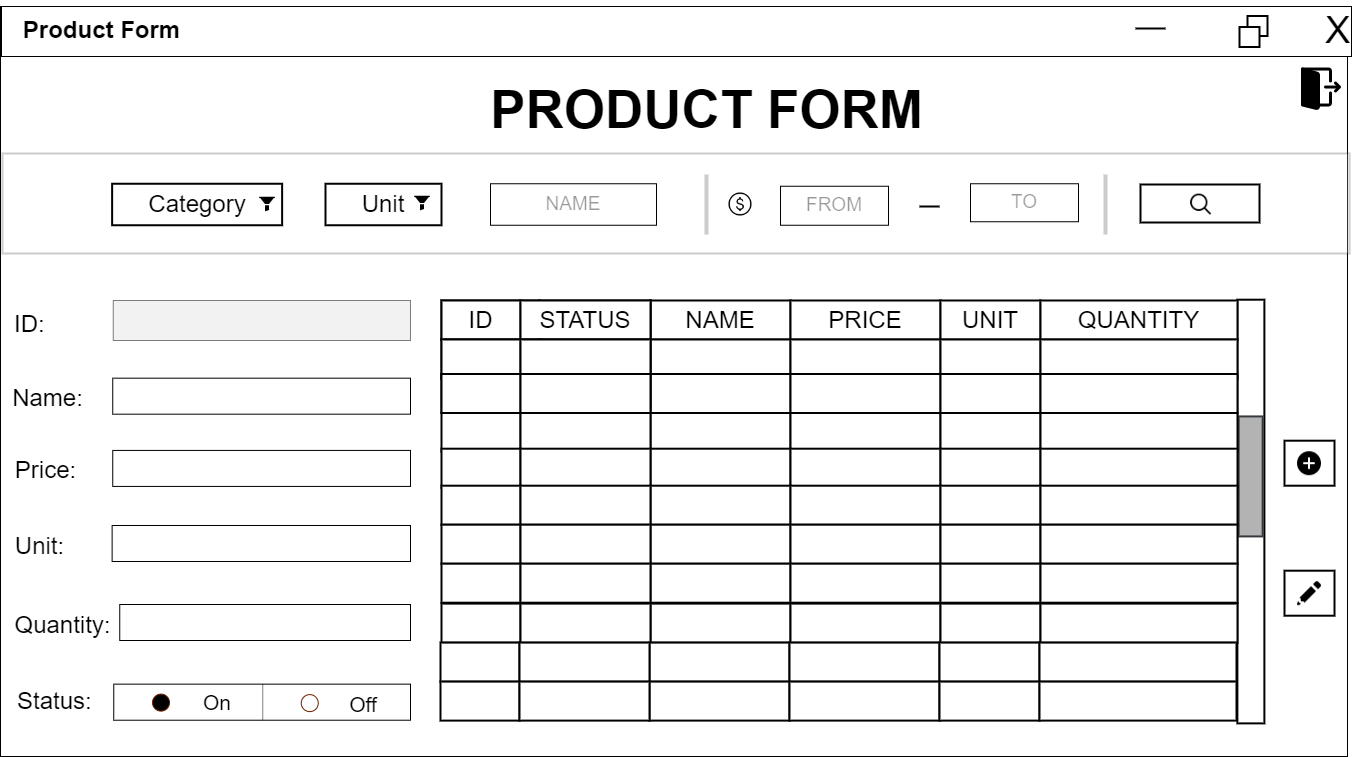 Product Form
X
PRODUCT FORM
Category Unit NAME $ FROM — TO
ID:
Name:
Price:
Unit:
Quantity:
Status: On Off
ID STATUS NAME PRICE UNIT QUANTITY